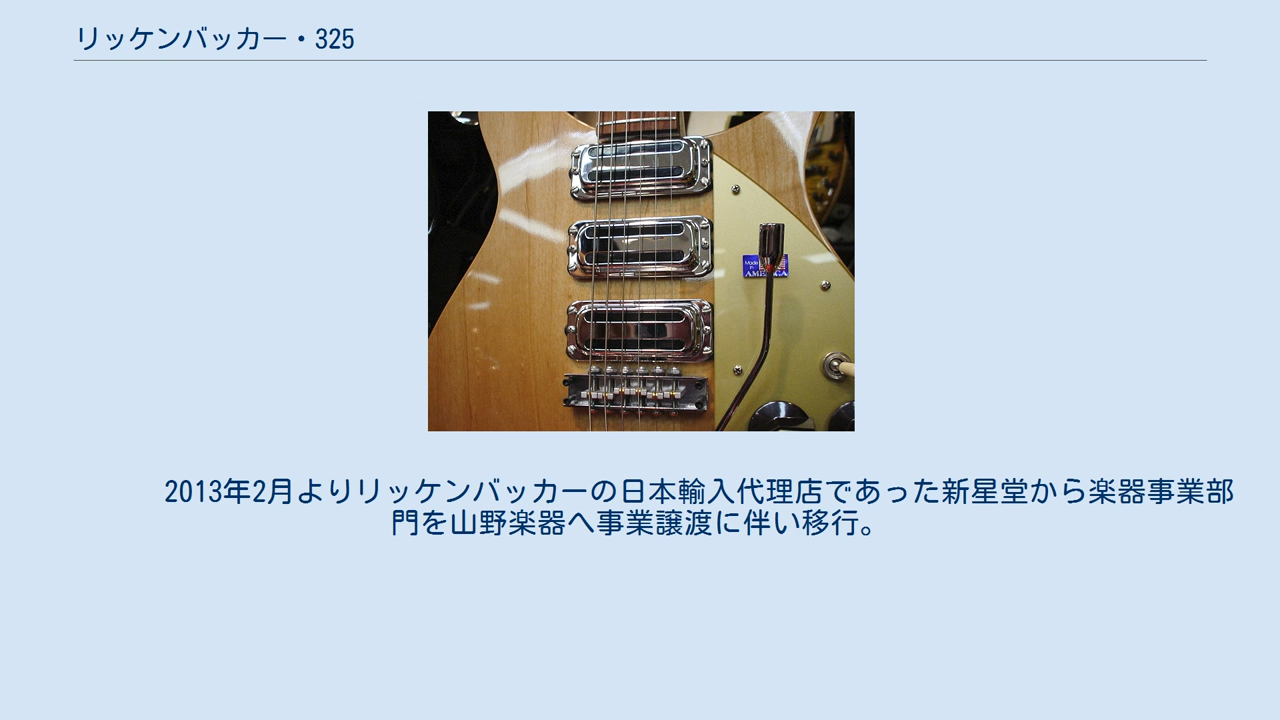 リッケンバッカー・325
Made
in
AMERICA
2013年2月よりリッケンバッカーの日本輸入代理店であった新星堂から楽器事業部
門を山野楽器へ事業譲渡に伴い移行。